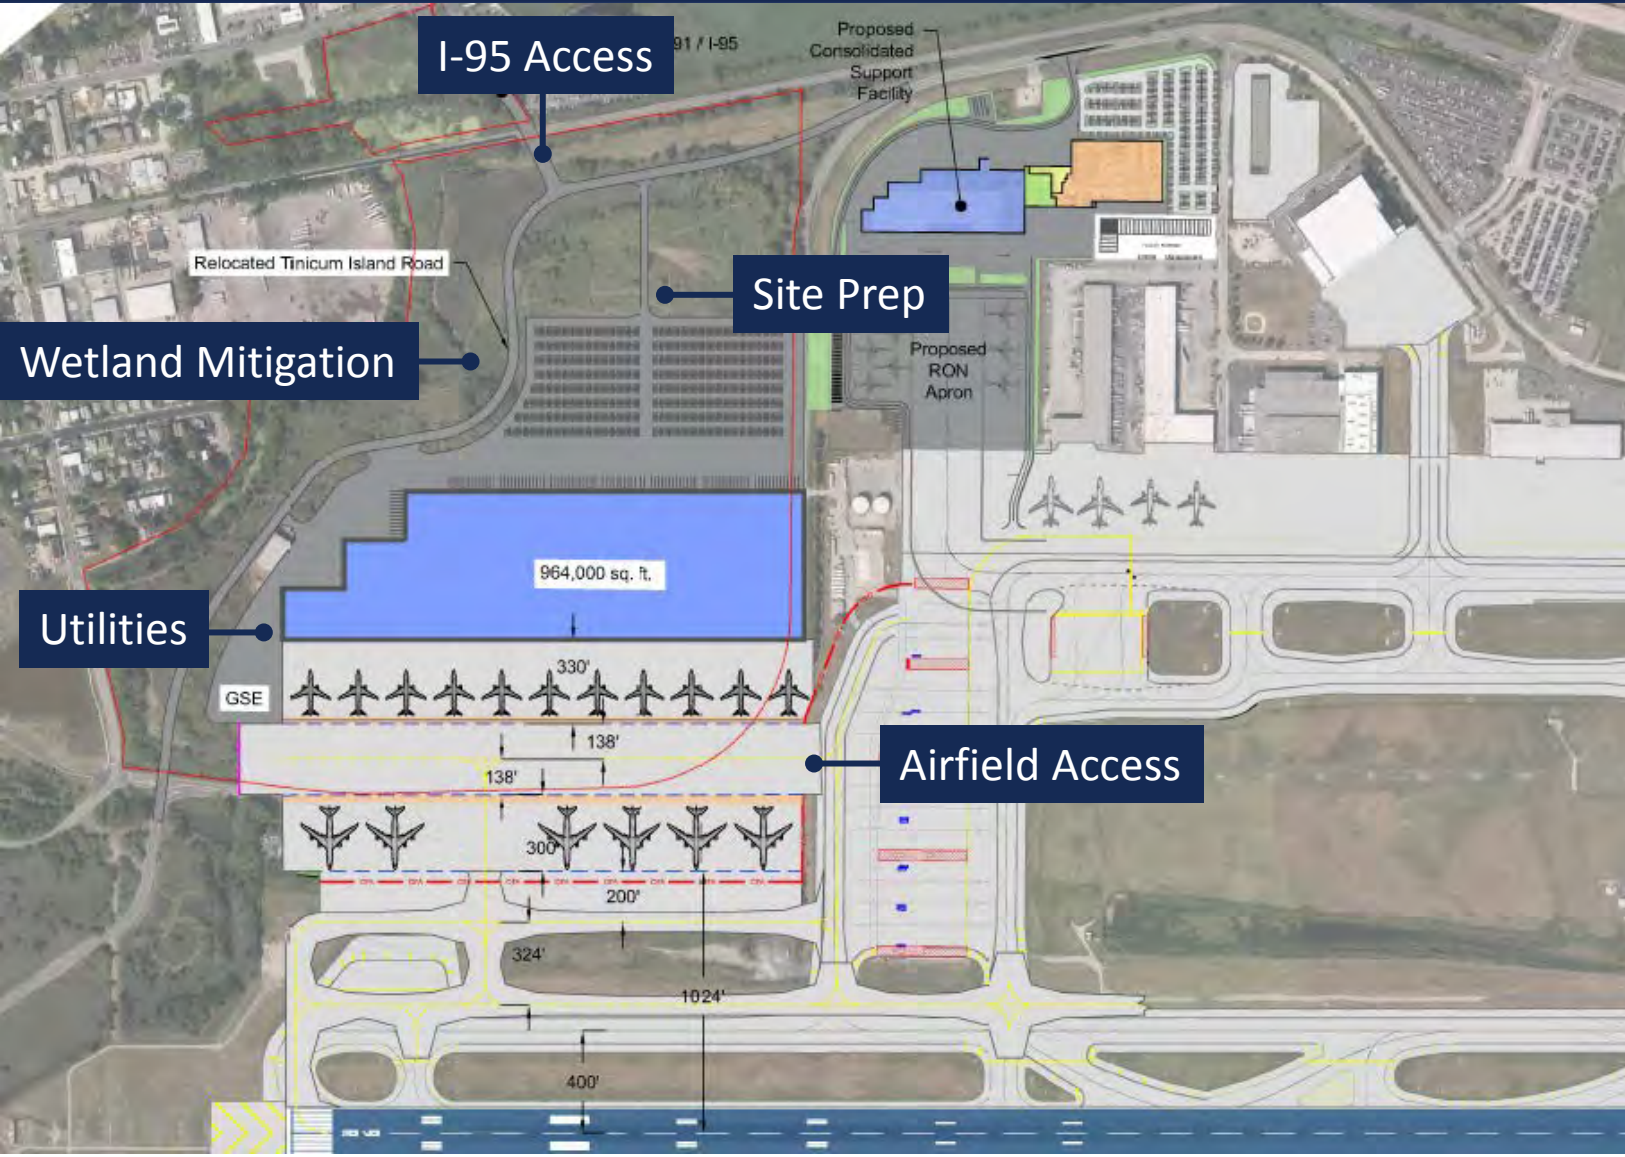 I-95 Access
91 / I-95
Proposed
Consolidated
Support
Facility
Relocated Tinicum Island Road
Site Prep
Wetland Mitigation
Proposed
RON
Apron
964,000 sq. ft.
Utilities
330'
GSE
138'
Airfield Access
138'
300'
200'
324'
1024'
400'